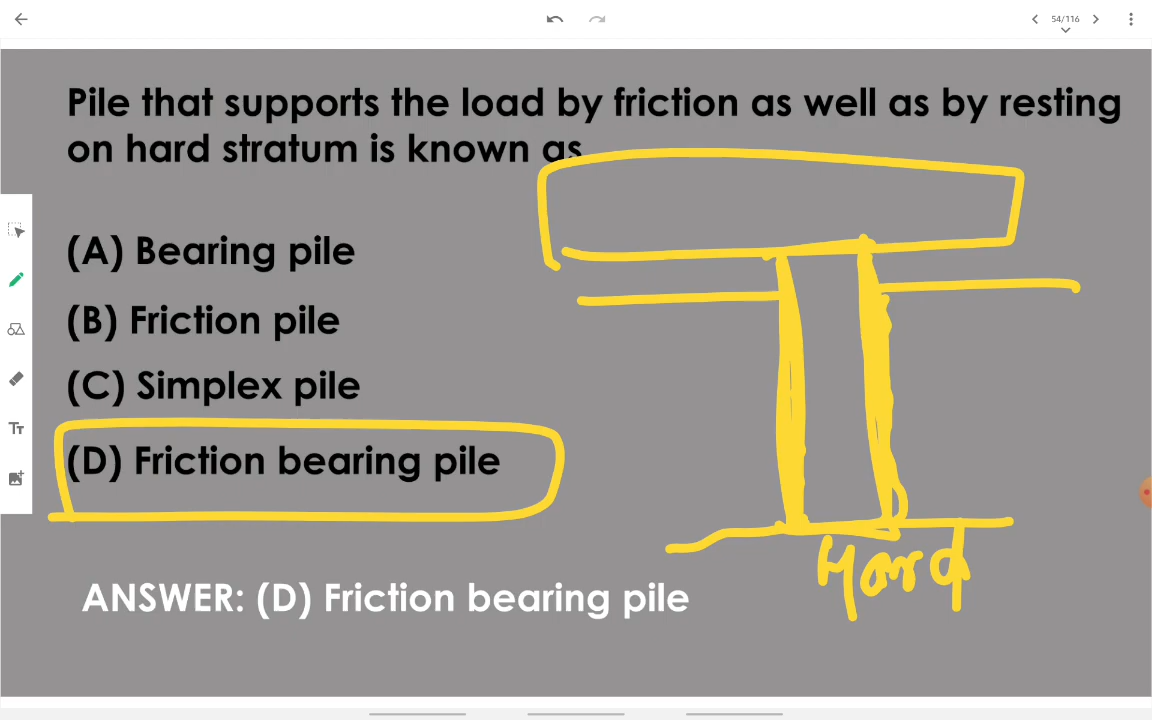 54/116
Pile that supports the load by friction as well as by resting
on hard stratum is known as
(A) Bearing pile
(B) Friction pile
(C) Simplex pile
(D) Friction bearing pile
Hard
ANSWER: (D) Friction bearing pile
Tт